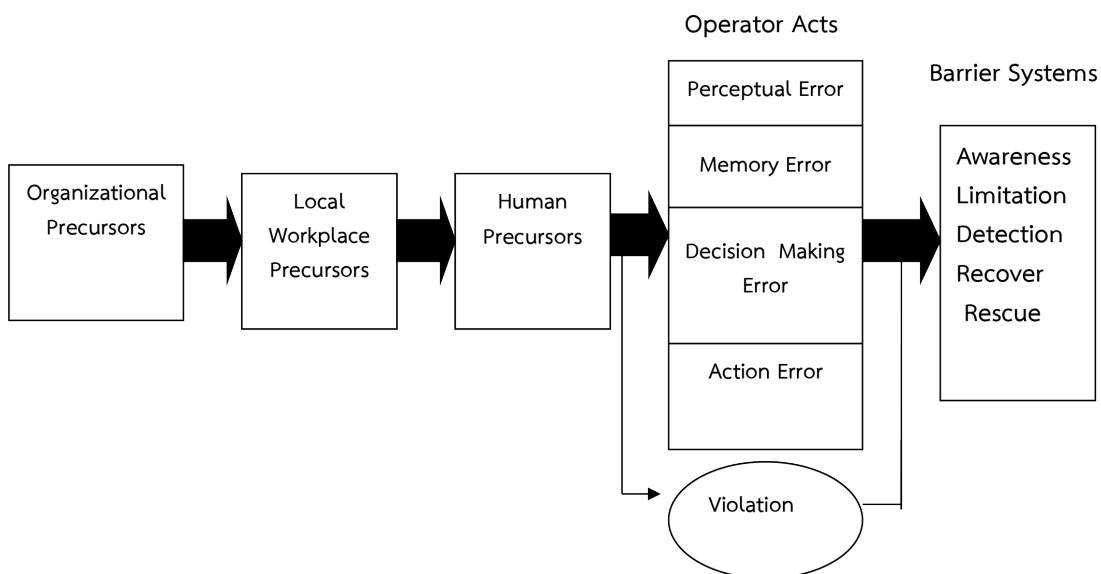 Operator Acts
Barrier Systems
Organizational
Precursors
Local
Workplace
Precursors
Human
Precursors
Perceptual Error
Memory Error
Decision Making
Error
Action Error
Violation
Awareness
Limitation
Detection
Recover
Rescue